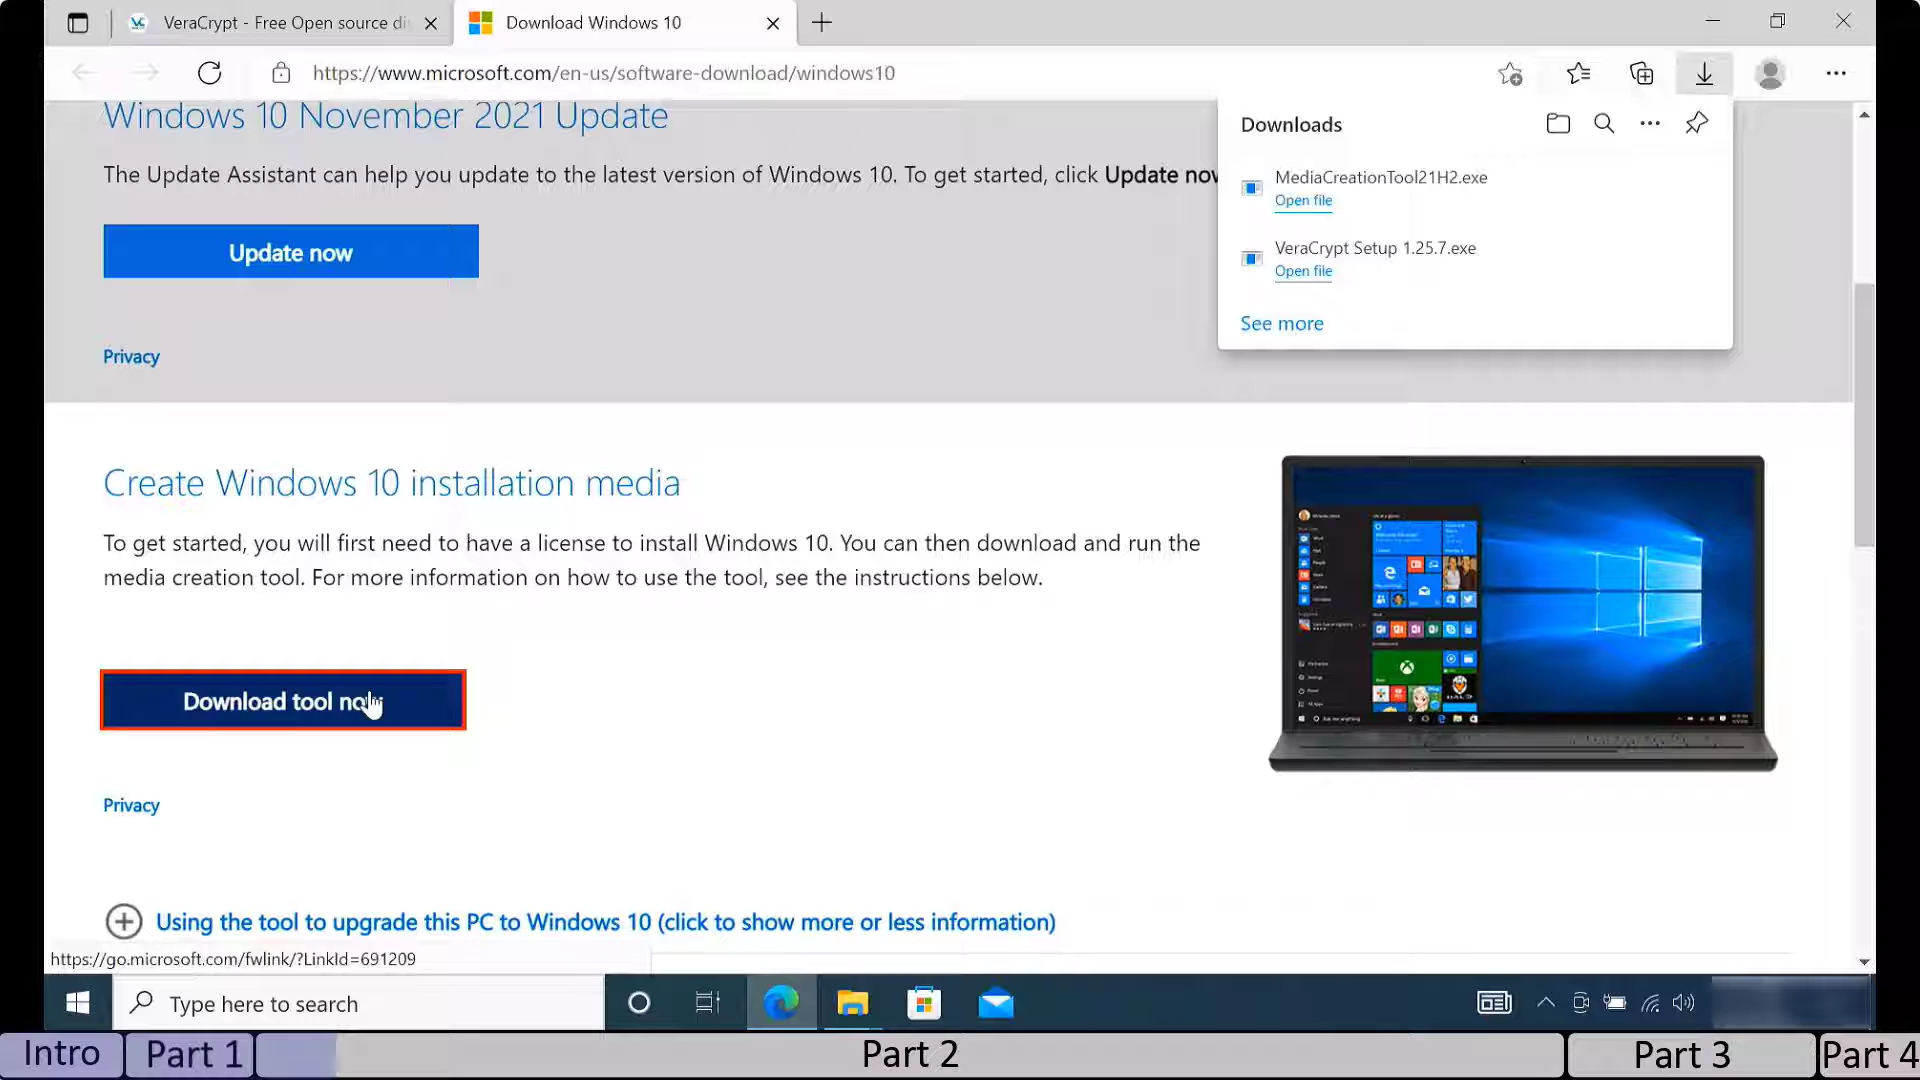 VeraCrypt - Free Open source di
Download Windows 10
https://www.microsoft.com/en-us/software-download/windows10
Windows 10 November 2021 Update
The Update Assistant can help you update to the latest version of Windows 10. To get started, click Update now
Update now
Privacy
Downloads
MediaCreationTool21H2.exe
Open file
VeraCrypt Setup 1.25.7.exe
Open file
See more
Create Windows 10 installation media
To get started, you will first need to have a license to install Windows 10. You can then download and run the
media creation tool. For more information on how to use the tool, see the instructions below.
Download tool now
Privacy
Using the tool to upgrade this PC to Windows 10 (click to show more or less information)
https://go.microsoft.com/fwlink/?LinkId=691209
Type here to search
Intro
Part 1
Part 2
Part 3
Part 4